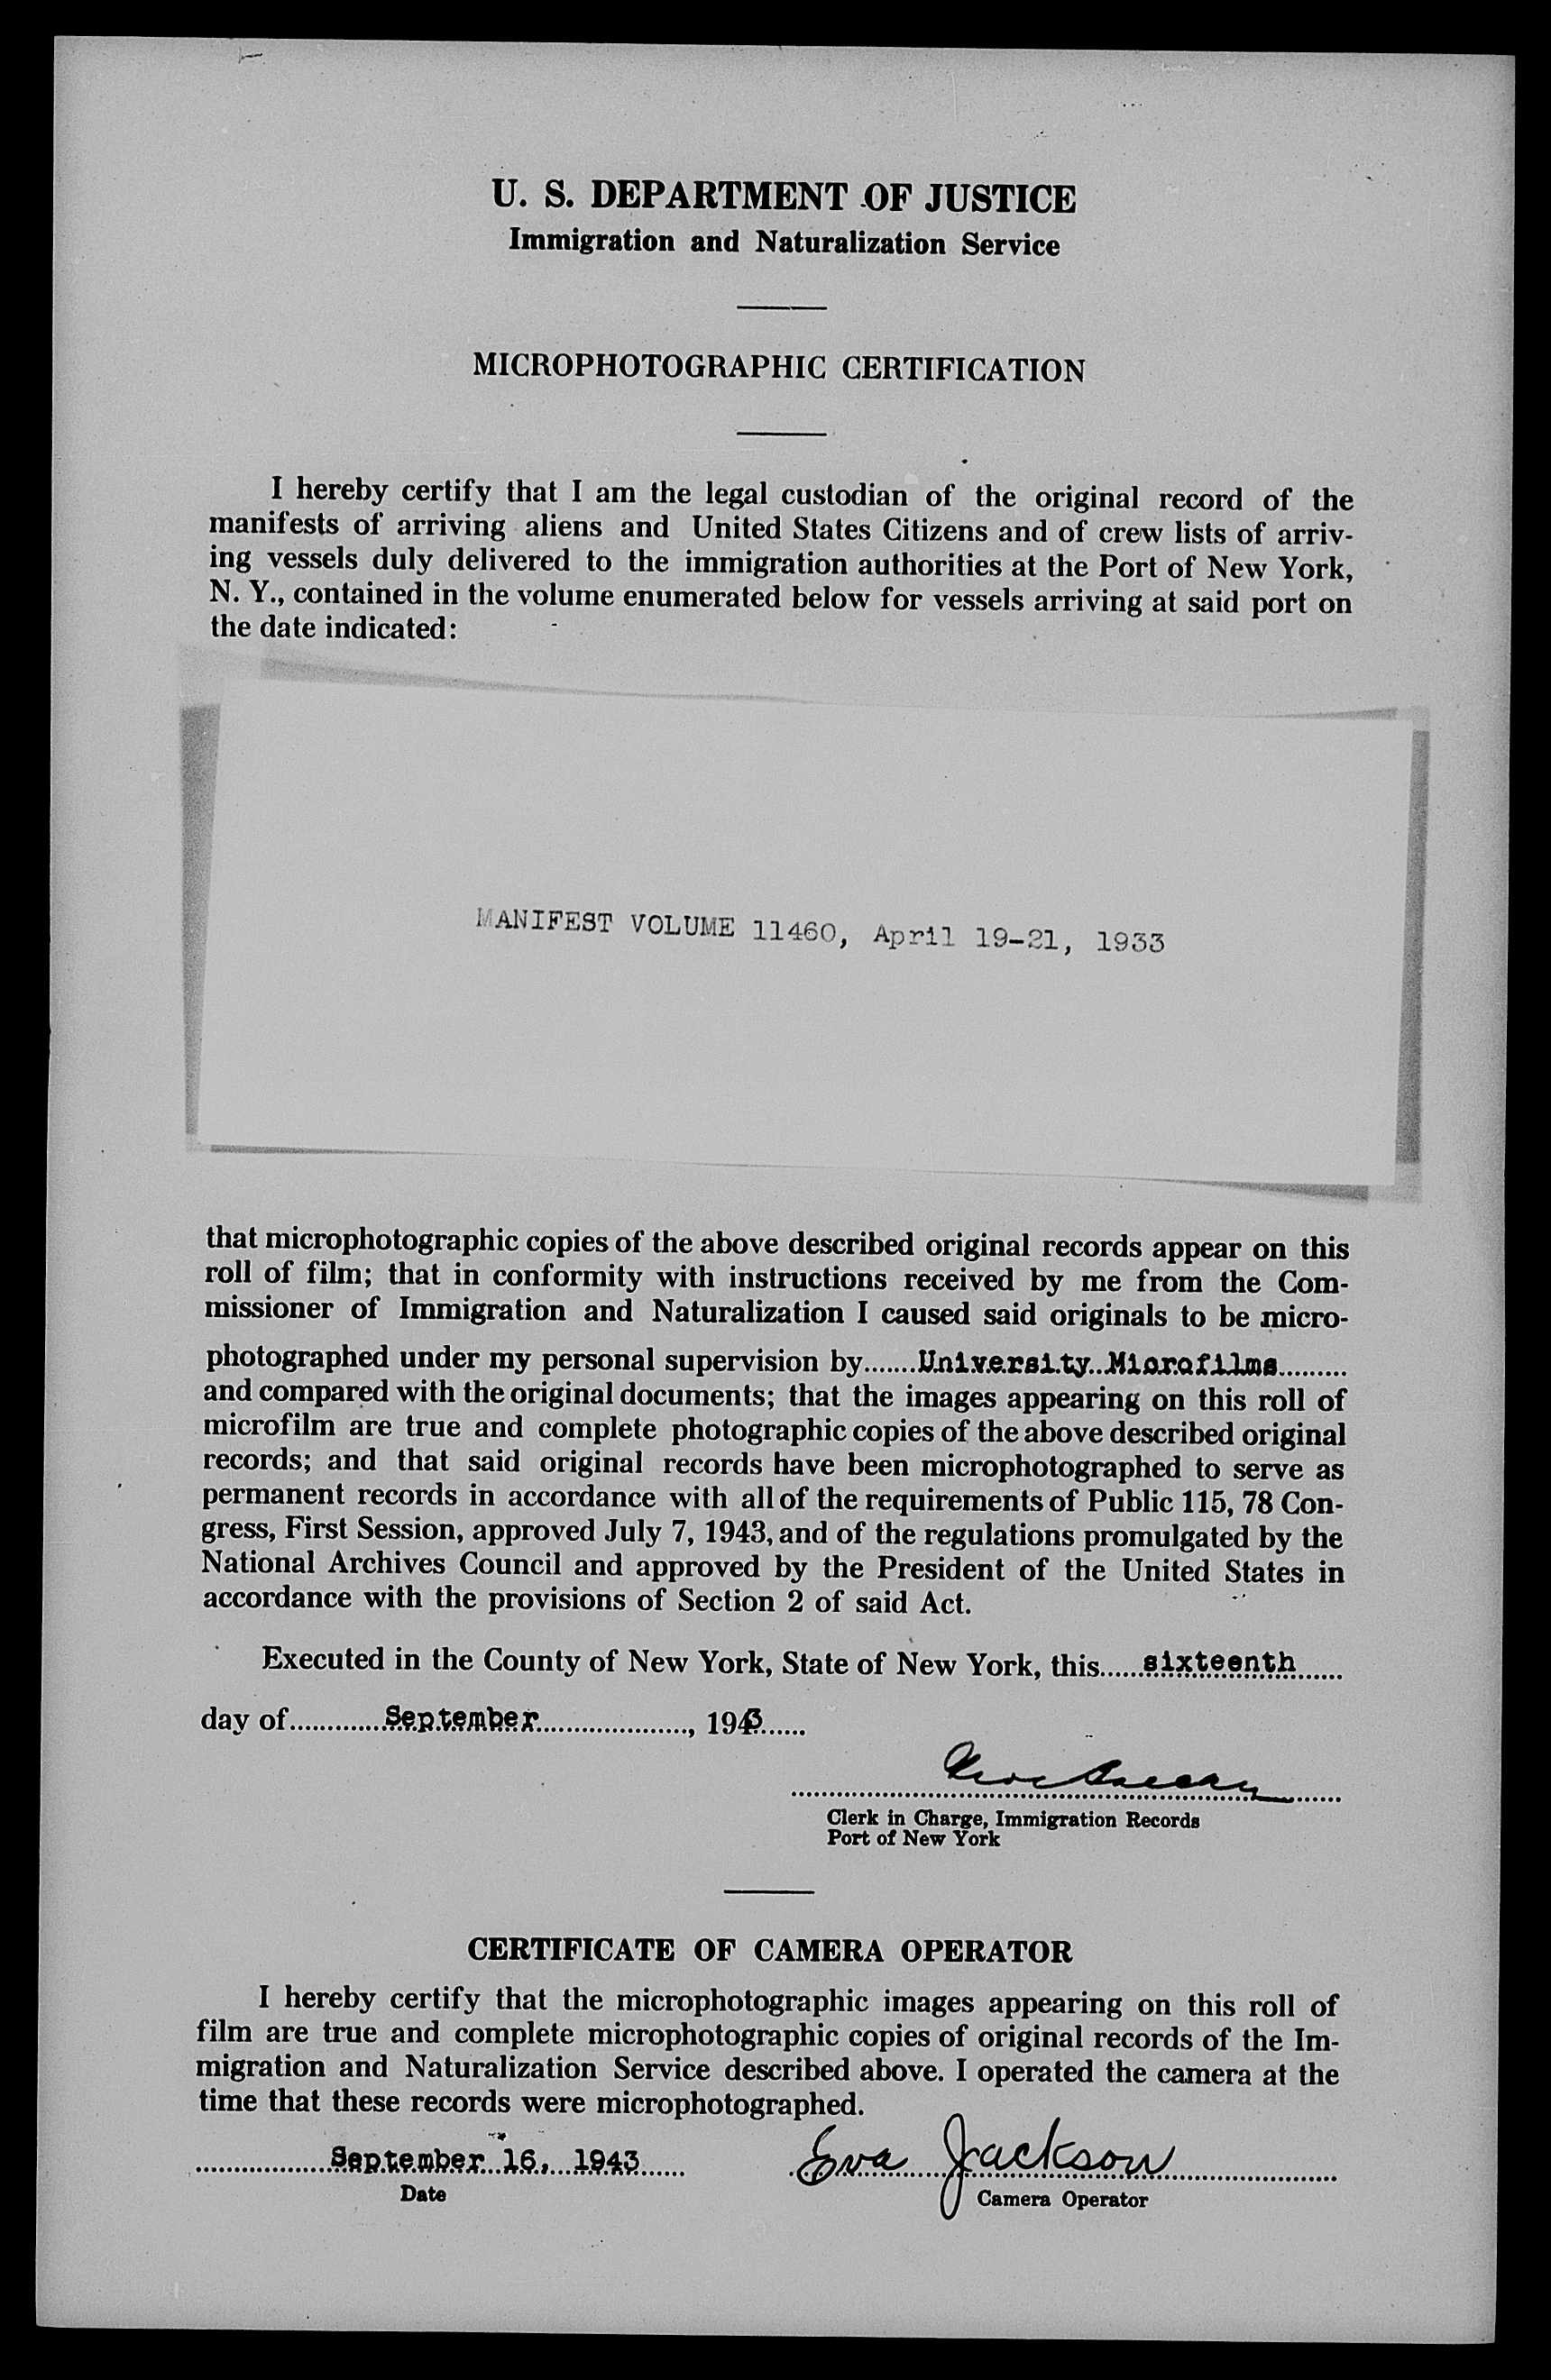 U. S. DEPARTMENT OF JUSTICE
Immigration and Naturalization Service
MICROPHOTOGRAPHIC CERTIFICATION
I hereby certify that I am the legal custodian of the original record of the
manifests of arriving aliens and United States Citizens and of crew lists of arriv-
ing vessels duly delivered to the immigration authorities at the Port of New York,
N. Y., contained in the volume enumerated below for vessels arriving at said port on
the date indicated:
MANIFEST VOLUME 11460, April 19-21, 1933
that microphotographic copies of the above described original records appear on this
roll of film; that in conformity with instructions received by me from the Com-
missioner of Immigration and Naturalization I caused said originals to be micro-
photographed under my personal supervision by.......University Microfilms.........
and compared with the original documents; that the images appearing on this roll of
microfilm are true and complete photographic copies of the above described original
records; and that said original records have been microphotographed to serve as
permanent records in accordance with all of the requirements of Public 115, 78 Con-
gress, First Session, approved July 7, 1943, and of the regulations promulgated by the
National Archives Council and approved by the President of the United States in
accordance with the provisions of Section 2 of said Act.
Executed in the County of New York, State of New York, this......sixteenth......
day of............September...................., 1943......
Clerk in Charge, Immigration Records
Port of New York
CERTIFICATE OF CAMERA OPERATOR
I hereby certify that the microphotographic images appearing on this roll of
film are true and complete microphotographic copies of original records of the Im-
migration and Naturalization Service described above. I operated the camera at the
time that these records were microphotographed.
September 16, 1943 Eva Jackson
Date Camera Operator